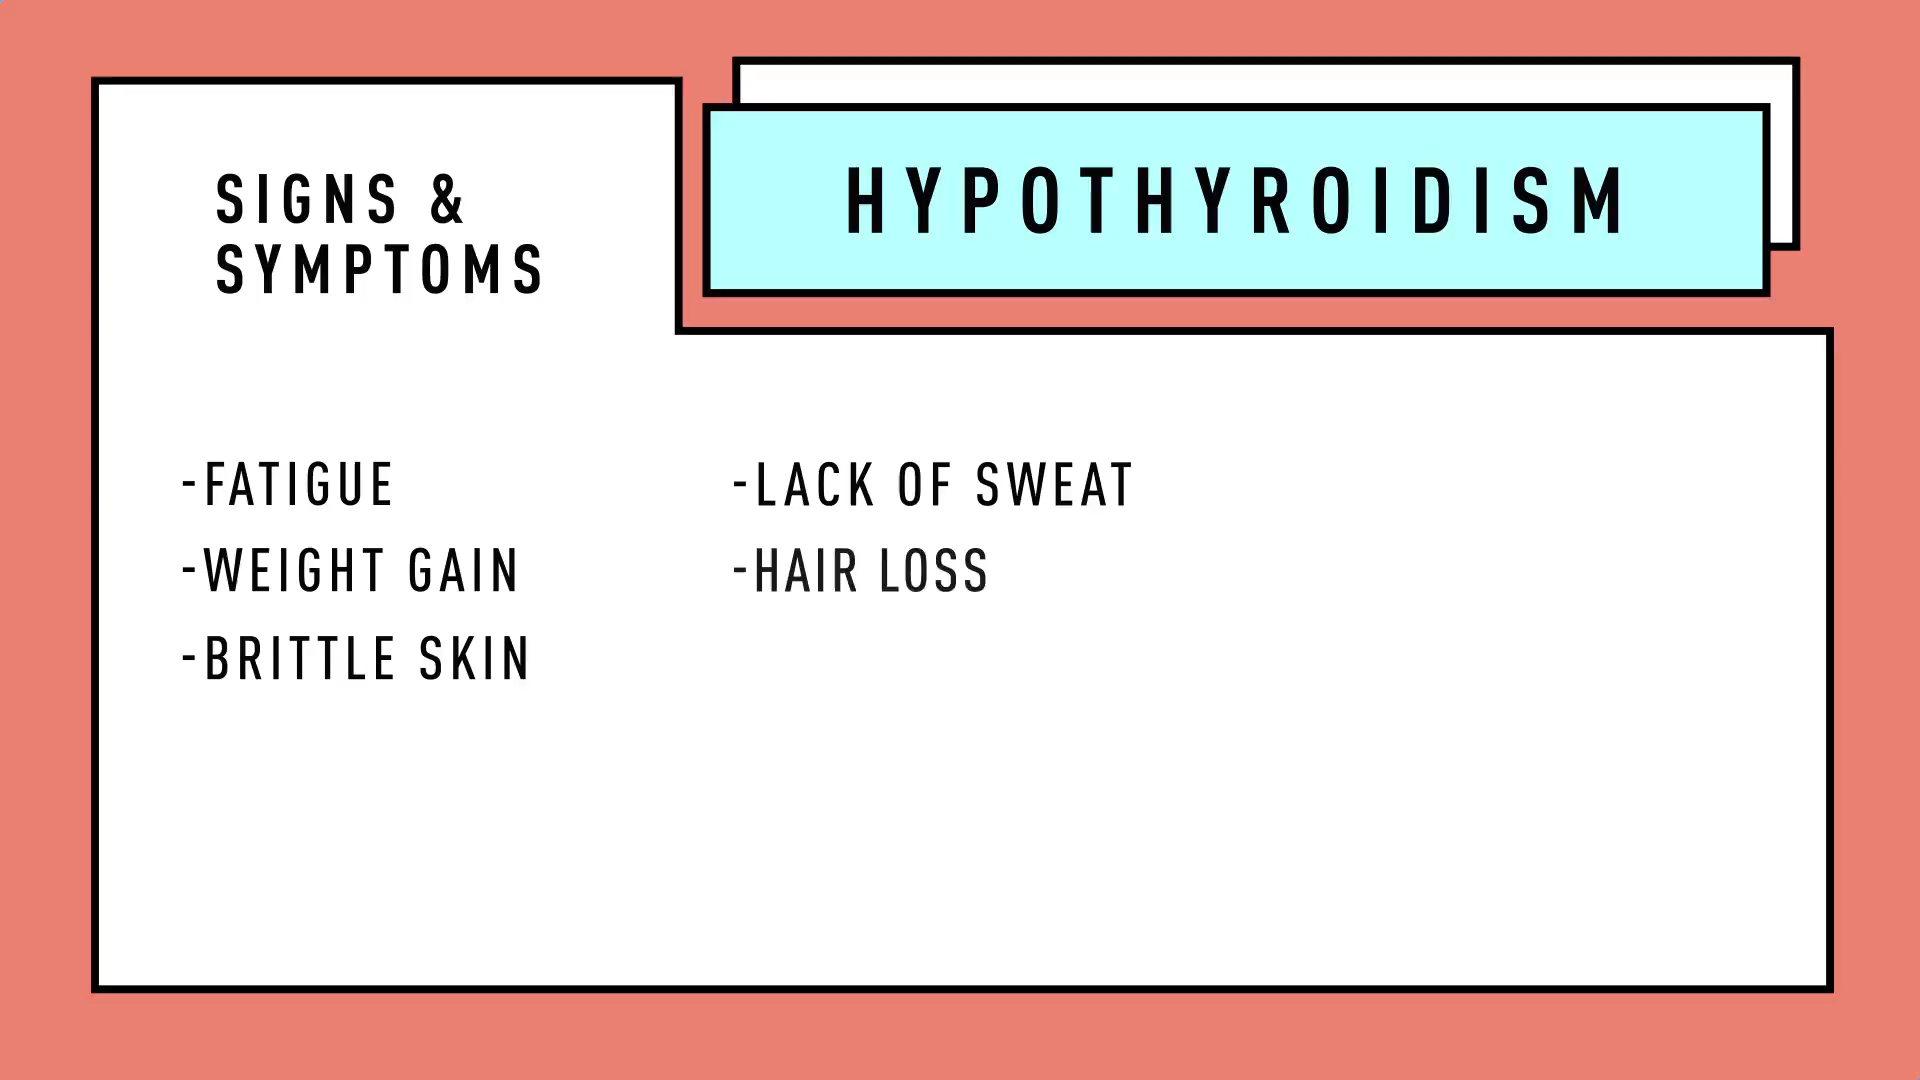 SIGNS &
SYMPTOMS
HYPOTHYROIDISM
-FATIGUE
-WEIGHT GAIN
-BRITTLE SKIN
-LACK OF SWEAT
-HAIR LOSS